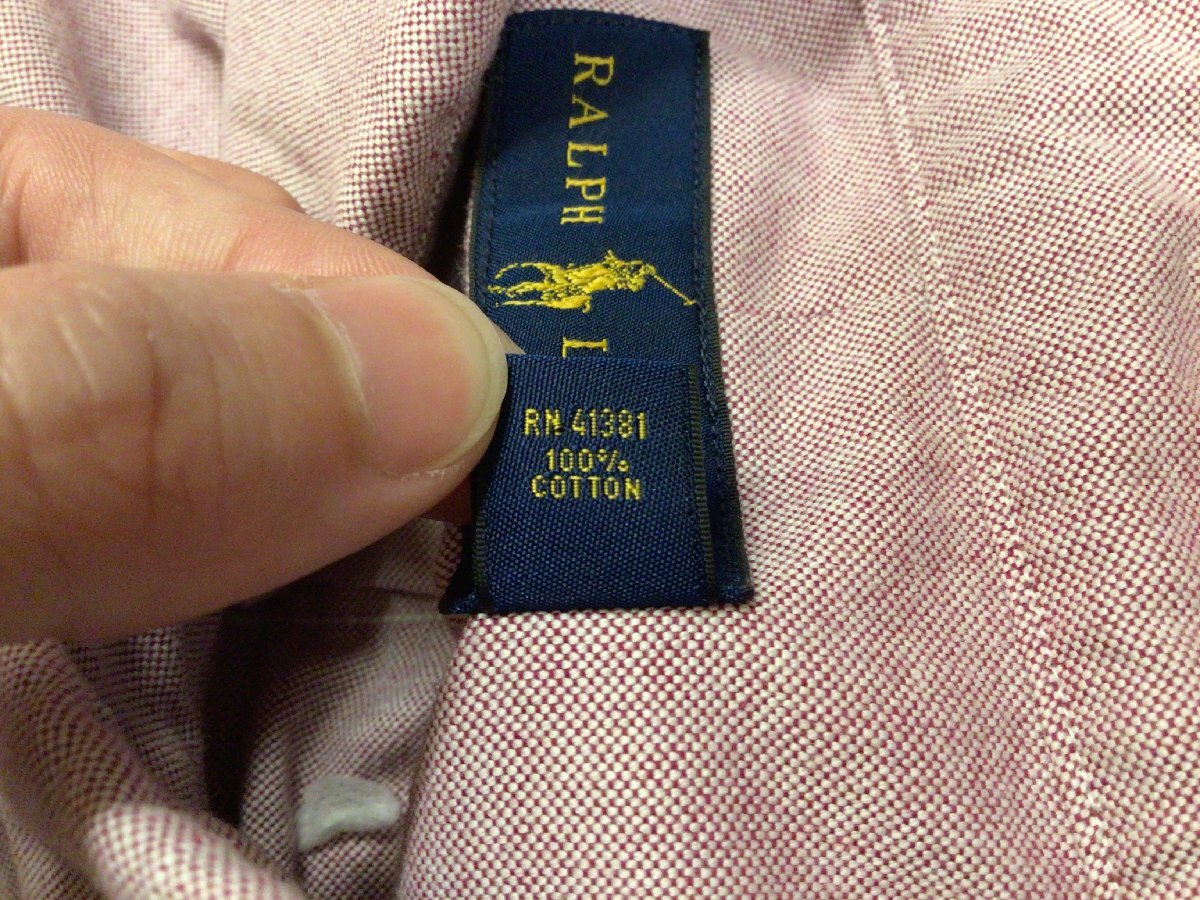 RALPH L
RN 41381
100%
COTTON